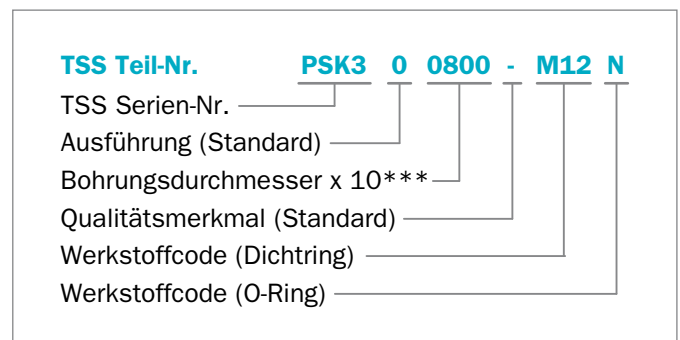 TSS Teil-Nr. PSK3 0 0800 - M12 N
TSS Serien-Nr.
Ausführung (Standard)
Bohrungsdurchmesser x 10***
Qualitätsmerkmal (Standard)
Werkstoffcode (Dichtring)
Werkstoffcode (O-Ring)